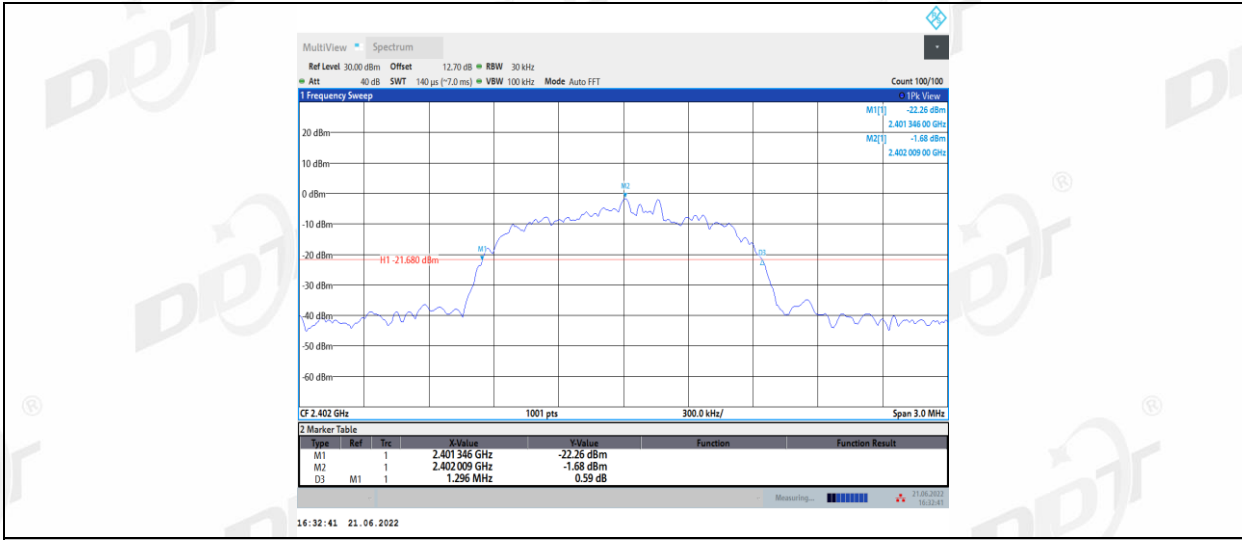 MultiView Spectrum
Ref Level 30.00 dBm Offset 12.70 dB RBW 30 kHz
Att 40 dB SWT 140 µs (~7.0 ms) VBW 100 kHz Mode Auto FFT Count 100/100
1 Frequency Sweep 1Pk View
M1[1] -22.26 dBm
2.401 346 00 GHz
M2[1] -1.68 dBm
2.402 009 00 GHz
20 dBm
10 dBm
M2
0 dBm
-10 dBm
M1
D3
-20 dBm
H1 -21.680 dBm
-30 dBm
-40 dBm
-50 dBm
-60 dBm
CF 2.402 GHz 1001 pts 300.0 kHz/ Span 3.0 MHz
2 Marker Table
Type Ref Trc X-Value Y-Value Function Function Result
M1 1 2.401 346 GHz -22.26 dBm
M2 1 2.402 009 GHz -1.68 dBm
D3 M1 1 1.296 MHz 0.59 dB
Measuring... 21.06.2022
16:32:41
16:32:41 21.06.2022
DDT
®